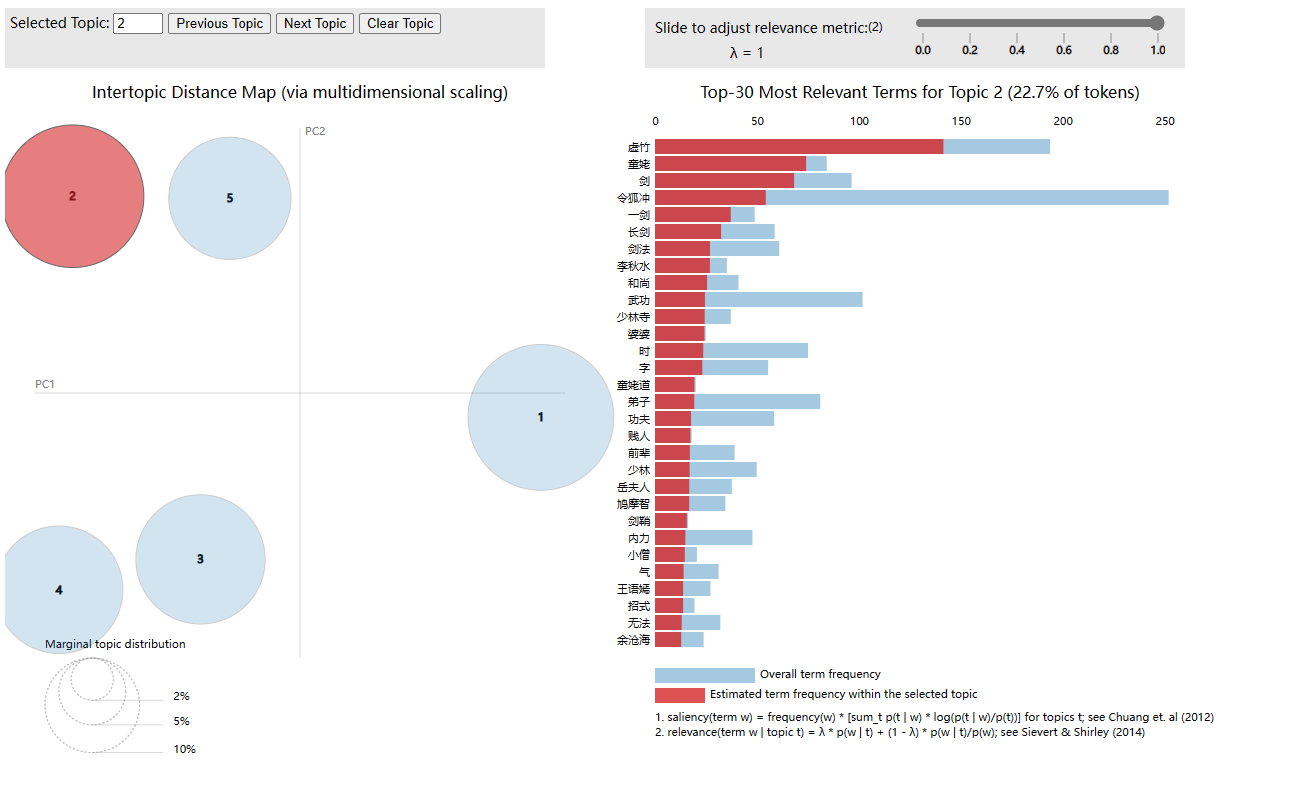 Selected Topic: 2 Previous Topic Next Topic Clear Topic
Slide to adjust relevance metric:(2)
λ = 1
0.0 0.2 0.4 0.6 0.8 1.0
Intertopic Distance Map (via multidimensional scaling)
PC2
PC1
2
5
1
3
4
Marginal topic distribution
2%
5%
10%
Top-30 Most Relevant Terms for Topic 2 (22.7% of tokens)
0 50 100 150 200 250
虚竹
童姥
剑
令狐冲
一剑
长剑
剑法
李秋水
和尚
武功
少林寺
婆婆
时
字
童姥道
弟子
功夫
贱人
前辈
少林
岳夫人
鸠摩智
剑鞘
内力
小僧
气
王语嫣
招式
无法
余沧海
Overall term frequency
Estimated term frequency within the selected topic
1. saliency(term w) = frequency(w) * [sum_t p(t | w) * log(p(t | w)/p(t))] for topics t; see Chuang et. al (2012)
2. relevance(term w | topic t) = λ * p(w | t) + (1 - λ) * p(w | t)/p(w); see Sievert & Shirley (2014)